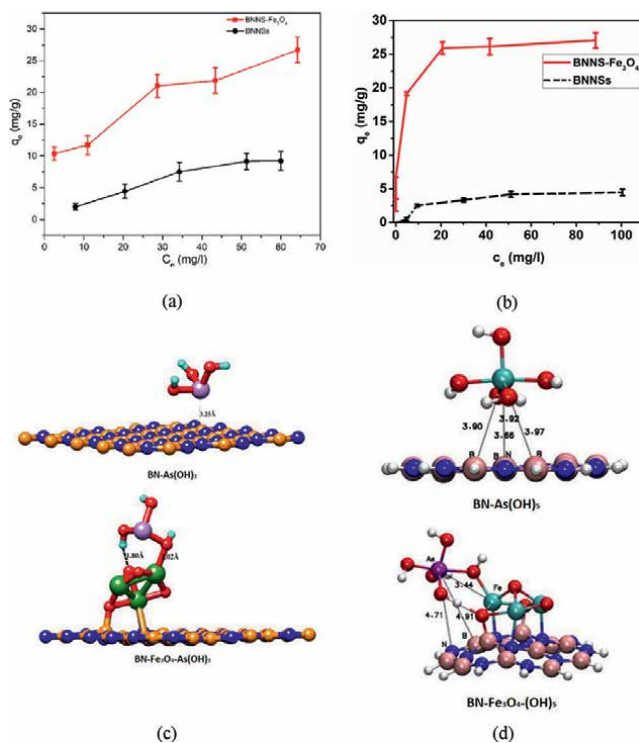 BNNS-Fe₃O₄
BNNSs
qₑ (mg/g)
30
25
20
15
10
5
0
0 10 20 30 40 50 60 70
Cₑ (mg/l)
(a)
30
25
20
15
10
5
0
qₑ (mg/g)
BNNS-Fe₃O₄
BNNSs
0 20 40 60 80 100
cₑ (mg/l)
(b)
3.25Å
BN-As(OH)₃
1.80Å
2.02Å
BN-Fe₃O₄-As(OH)₃
(c)
3.90
3.92
3.66
3.97
B
B
N
B
BN-As(OH)₅
As
3.44
Fe
4.71
4.91
N
B
BN-Fe₃O₄-(OH)₅
(d)